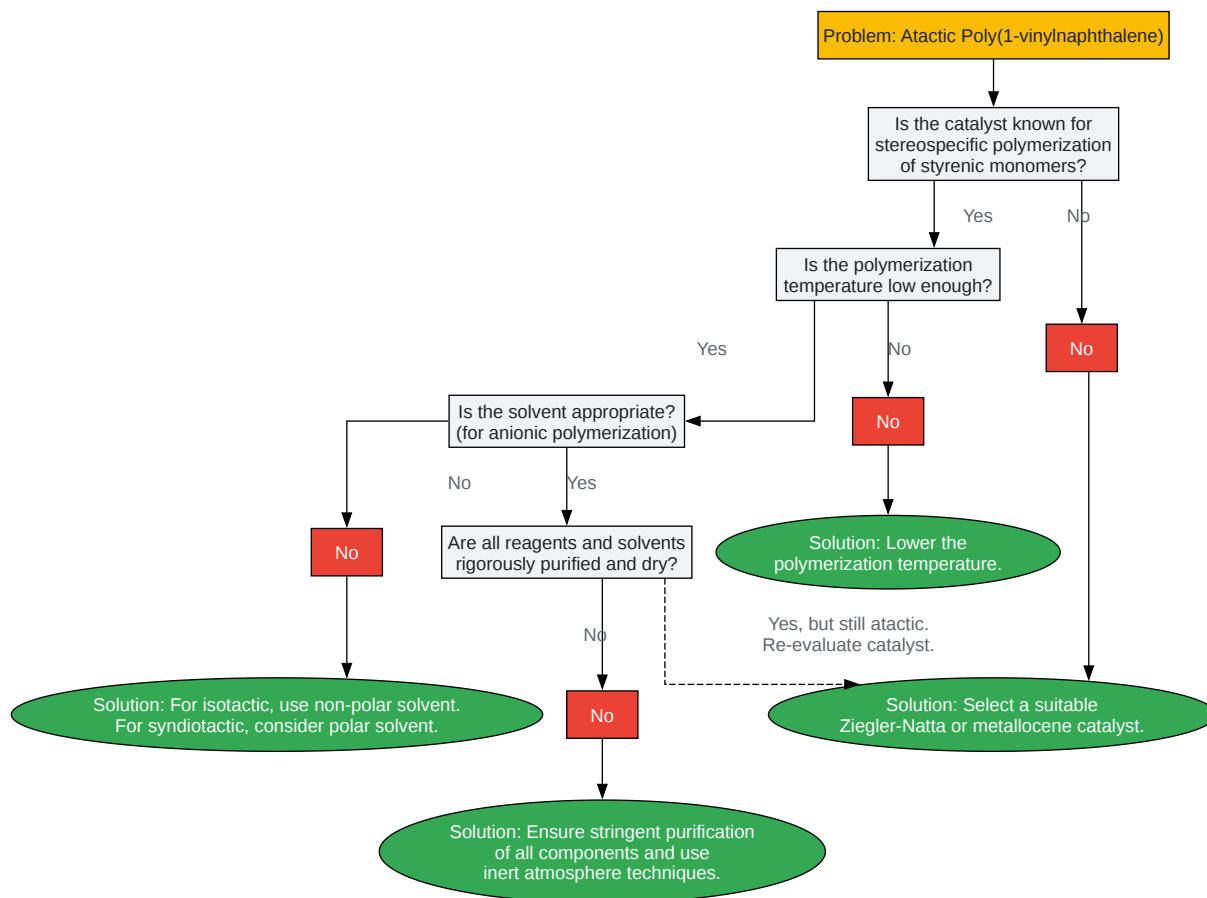 Problem: Atactic Poly(1-vinylnaphthalene)
Is the catalyst known for
stereospecific polymerization
of styrenic monomers?
Yes
No
Is the polymerization
temperature low enough?
No
Yes
No
Is the solvent appropriate?
(for anionic polymerization)
No
No
Yes
No
Are all reagents and solvents
rigorously purified and dry?
Solution: Lower the
polymerization temperature.
No
Yes, but still atactic.
Re-evaluate catalyst.
Solution: For isotactic, use non-polar solvent.
For syndiotactic, consider polar solvent.
No
Solution: Select a suitable
Ziegler-Natta or metallocene catalyst.
Solution: Ensure stringent purification
of all components and use
inert atmosphere techniques.